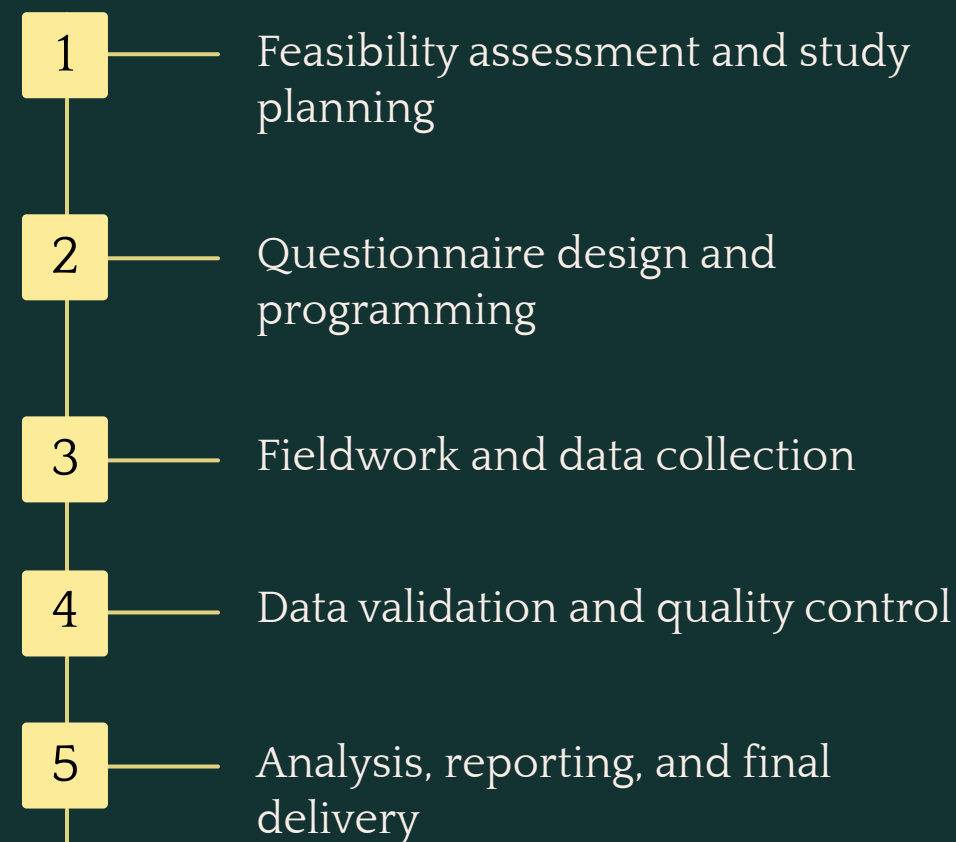 1
Feasibility assessment and study
planning
2
Questionnaire design and
programming
3
Fieldwork and data collection
4
Data validation and quality control
5
Analysis, reporting, and final
delivery